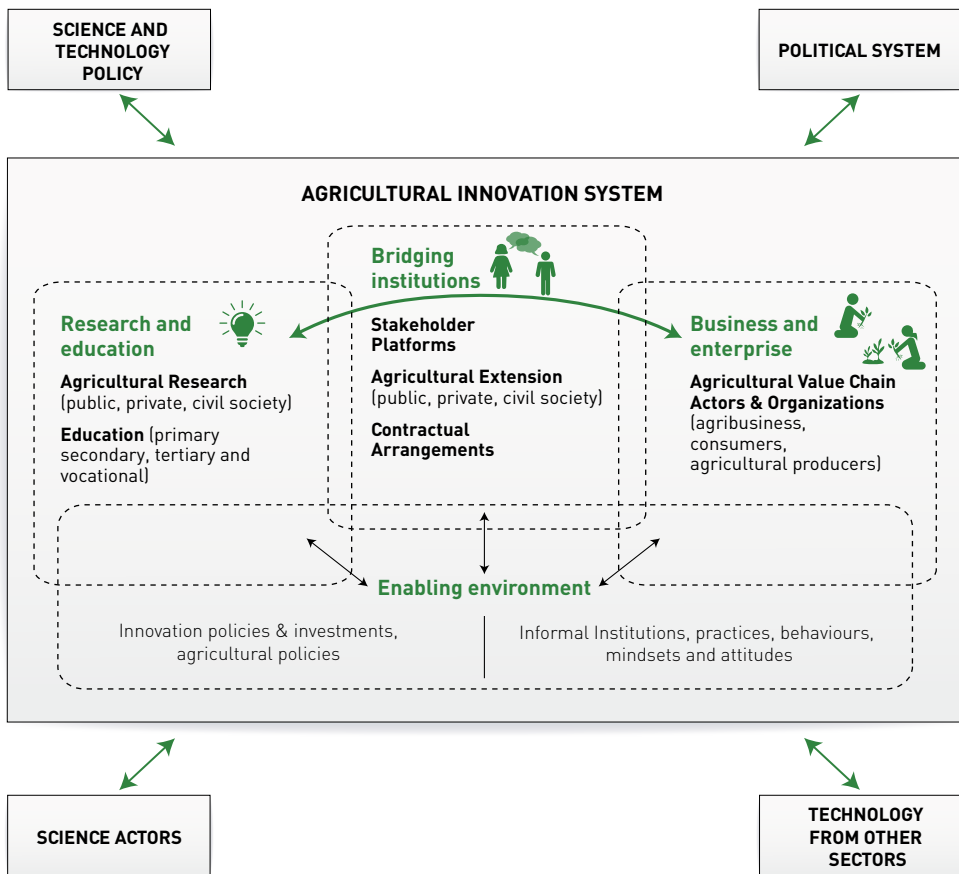 SCIENCE AND
TECHNOLOGY
POLICY
POLITICAL SYSTEM
AGRICULTURAL INNOVATION SYSTEM
Bridging
institutions
Research and
education
Agricultural Research
(public, private, civil society)
Education (primary
secondary, tertiary and
vocational)
Stakeholder
Platforms
Agricultural Extension
(public, private, civil society)
Contractual
Arrangements
Business and
enterprise
Agricultural Value Chain
Actors & Organizations
(agribusiness,
consumers,
agricultural producers)
Enabling environment
Innovation policies & investments,
agricultural policies
Informal Institutions, practices, behaviours,
mindsets and attitudes
SCIENCE ACTORS
TECHNOLOGY
FROM OTHER
SECTORS